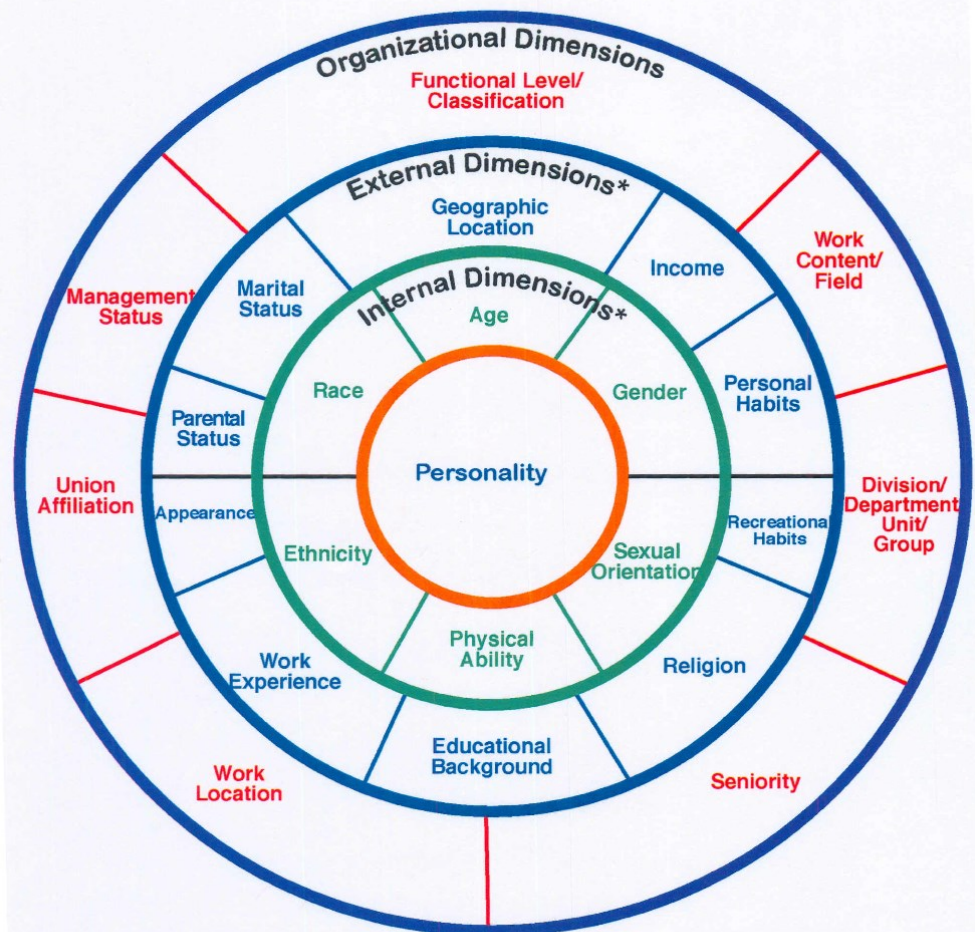 Organizational Dimensions
Functional Level/
Classification
External Dimensions*
Geographic
Location
Income
Work
Content/
Field
Marital
Status
Management
Status
Internal Dimensions*
Age
Race
Gender
Personal
Habits
Parental
Status
Personality
Union
Affiliation
Appearance
Ethnicity
Sexual
Orientation
Recreational
Habits
Division/
Department
Unit/
Group
Physical
Ability
Work
Experience
Religion
Educational
Background
Work
Location
Seniority